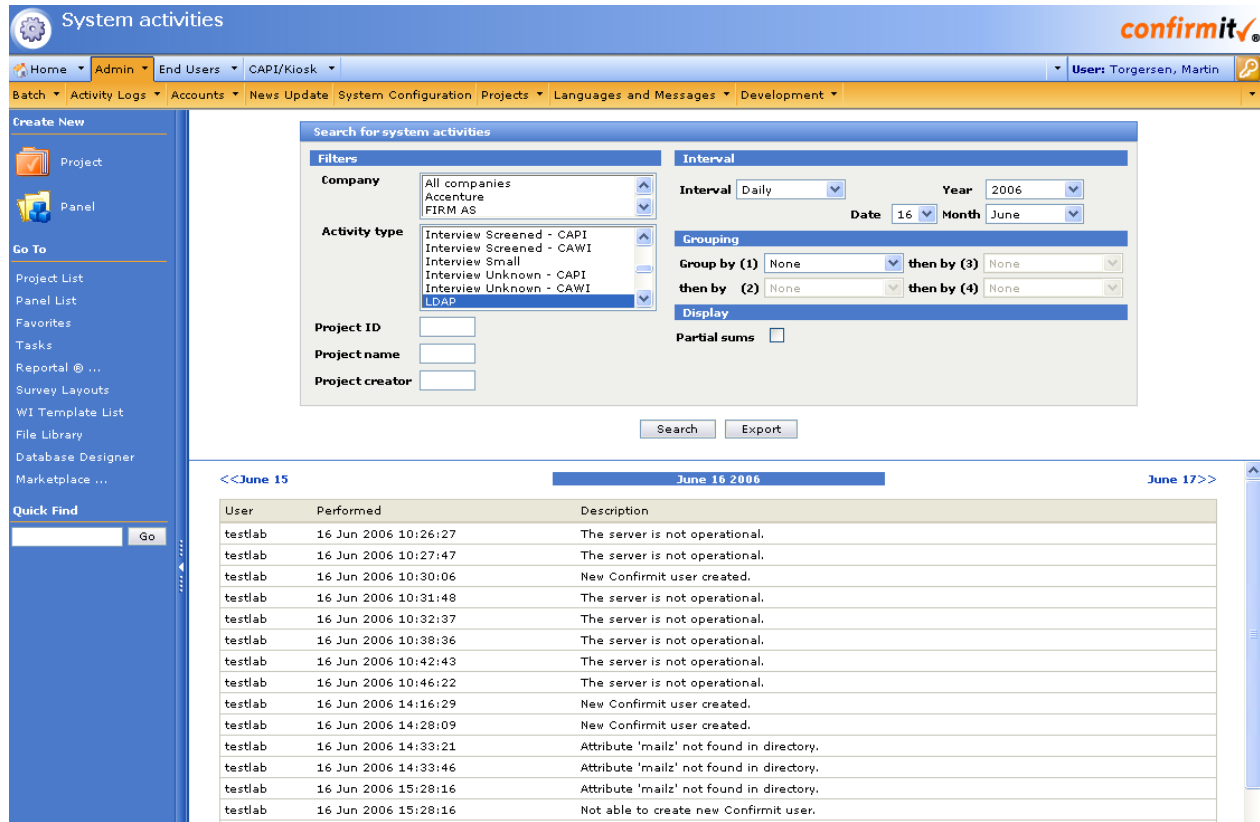 System activities
confirmit®
Home Admin End Users CAPI/Kiosk User: Torgersen, Martin
Batch Activity Logs Accounts News Update System Configuration Projects Languages and Messages Development
Create New
Project
Panel
Go To
Project List
Panel List
Favorites
Tasks
Reportal ® ...
Survey Layouts
WI Template List
File Library
Database Designer
Marketplace ...
Quick Find
Go
Search for system activities
Filters
Company
All companies
Accenture
FIRM AS
Activity type
Interview Screened - CAPI
Interview Screened - CAWI
Interview Small
Interview Unknown - CAPI
Interview Unknown - CAWI
LDAP
Project ID
Project name
Project creator
Interval
Interval Daily Year 2006
Date 16 Month June
Grouping
Group by (1) None then by (3) None
then by (2) None then by (4) None
Display
Partial sums
Search Export
<<June 15 June 16 2006 June 17>>
User Performed Description
testlab 16 Jun 2006 10:26:27 The server is not operational.
testlab 16 Jun 2006 10:27:47 The server is not operational.
testlab 16 Jun 2006 10:30:06 New Confirmit user created.
testlab 16 Jun 2006 10:31:48 The server is not operational.
testlab 16 Jun 2006 10:32:37 The server is not operational.
testlab 16 Jun 2006 10:38:36 The server is not operational.
testlab 16 Jun 2006 10:42:43 The server is not operational.
testlab 16 Jun 2006 10:46:22 The server is not operational.
testlab 16 Jun 2006 14:16:29 New Confirmit user created.
testlab 16 Jun 2006 14:28:09 New Confirmit user created.
testlab 16 Jun 2006 14:33:21 Attribute 'mailz' not found in directory.
testlab 16 Jun 2006 14:33:46 Attribute 'mailz' not found in directory.
testlab 16 Jun 2006 15:28:16 Attribute 'mailz' not found in directory.
testlab 16 Jun 2006 15:28:16 Not able to create new Confirmit user.